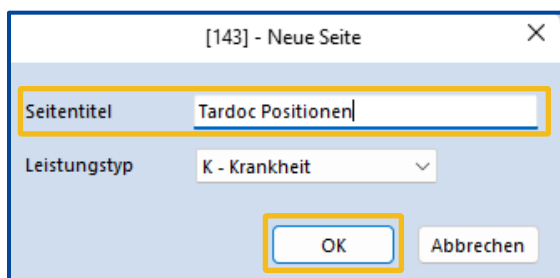 [143] - Neue Seite
Seitentitel Tardoc Positionen
Leistungstyp K - Krankheit
OK Abbrechen